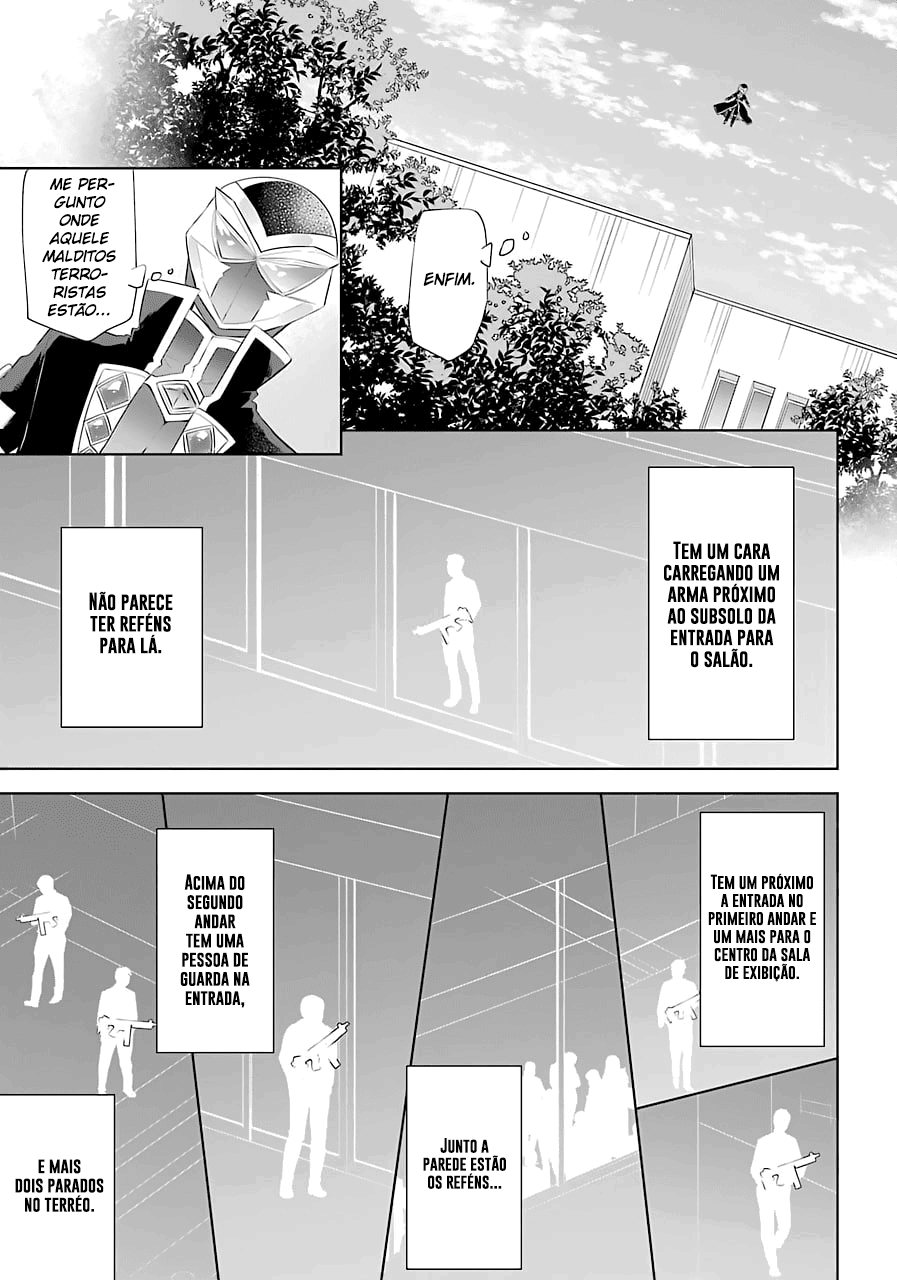 ENFIM.
ME PER-
GUNTO
ONDE
AQUELE
MALDITOS
TERRO-
RISTAS
ESTÃO...
TEM UM CARA
CARREGANDO UM
ARMA PRÓXIMO
AO SUBSOLO DA
ENTRADA PARA
O SALÃO.
NÃO PARECE
TER REFÉNS
PARA LÁ.
TEM UM PRÓXIMO
A ENTRADA NO
PRIMEIRO ANDAR E
UM MAIS PARA O
CENTRO DA SALA
DE EXIBIÇÃO.
JUNTO A
PAREDE ESTÃO
OS REFÉNS...
ACIMA DO
SEGUNDO
ANDAR
TEM UMA
PESSOA DE
GUARDA NA
ENTRADA,
E MAIS
DOIS PARADOS
NO TERRÉO.